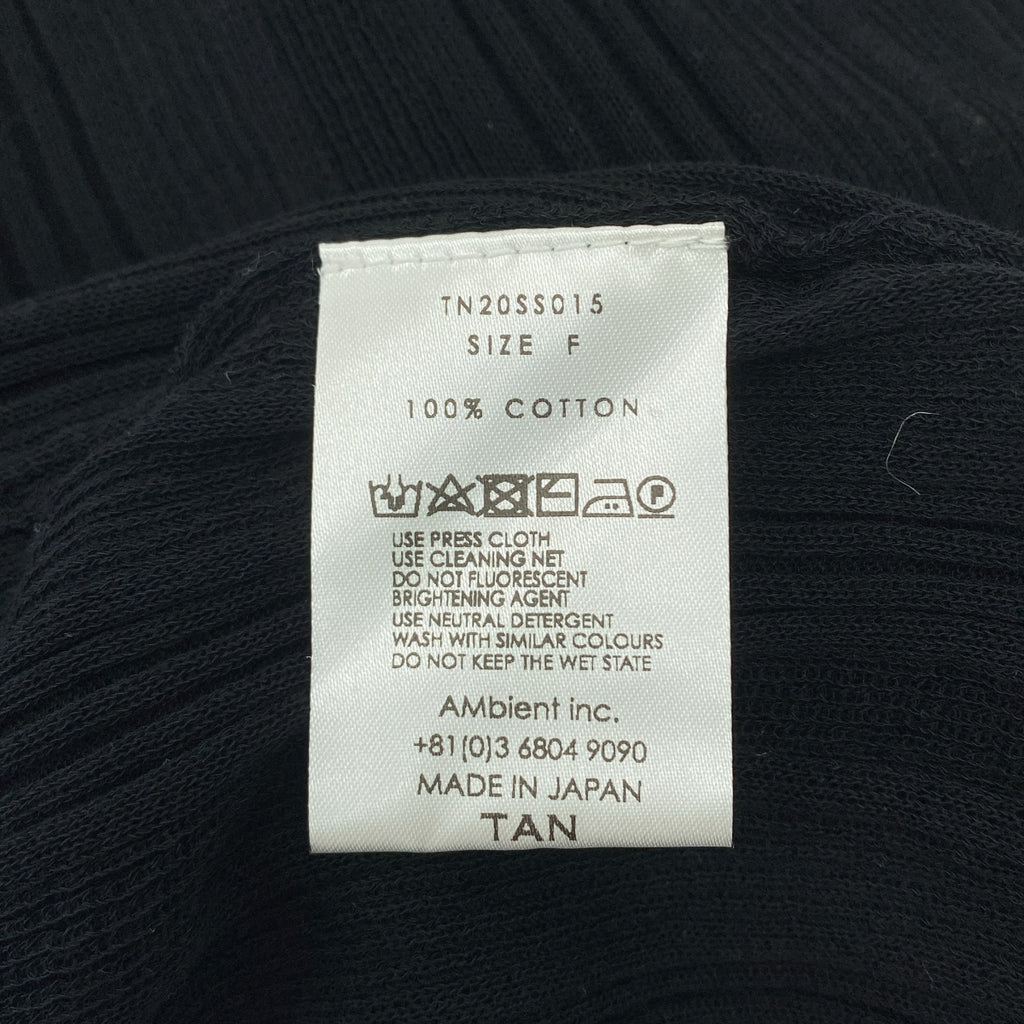 TN20SS015
SIZE F
100% COTTON
P
USE PRESS CLOTH
USE CLEANING NET
DO NOT FLUORESCENT
BRIGHTENING AGENT
USE NEUTRAL DETERGENT
WASH WITH SIMILAR COLOURS
DO NOT KEEP THE WET STATE
AMbient inc.
+81(0)3 6804 9090
MADE IN JAPAN
TAN